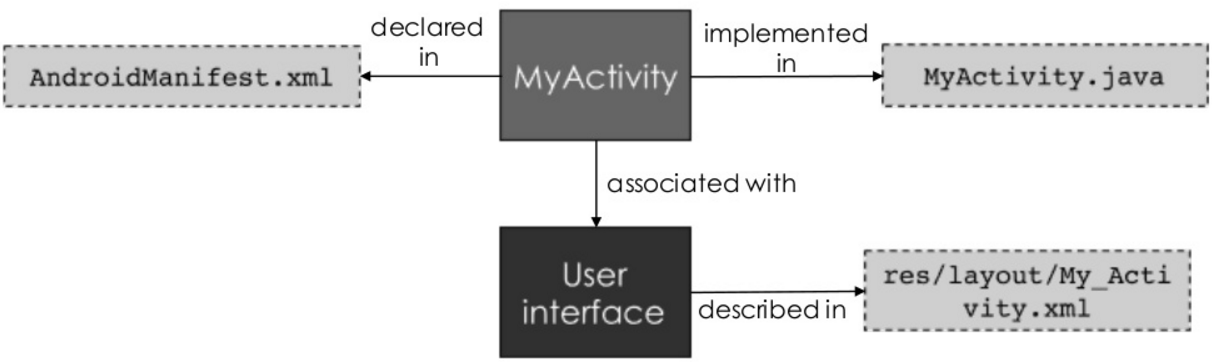 declared
in
implemented
in
AndroidManifest.xml
MyActivity
MyActivity.java
associated with
User
interface
described in
res/layout/My_Acti
vity.xml